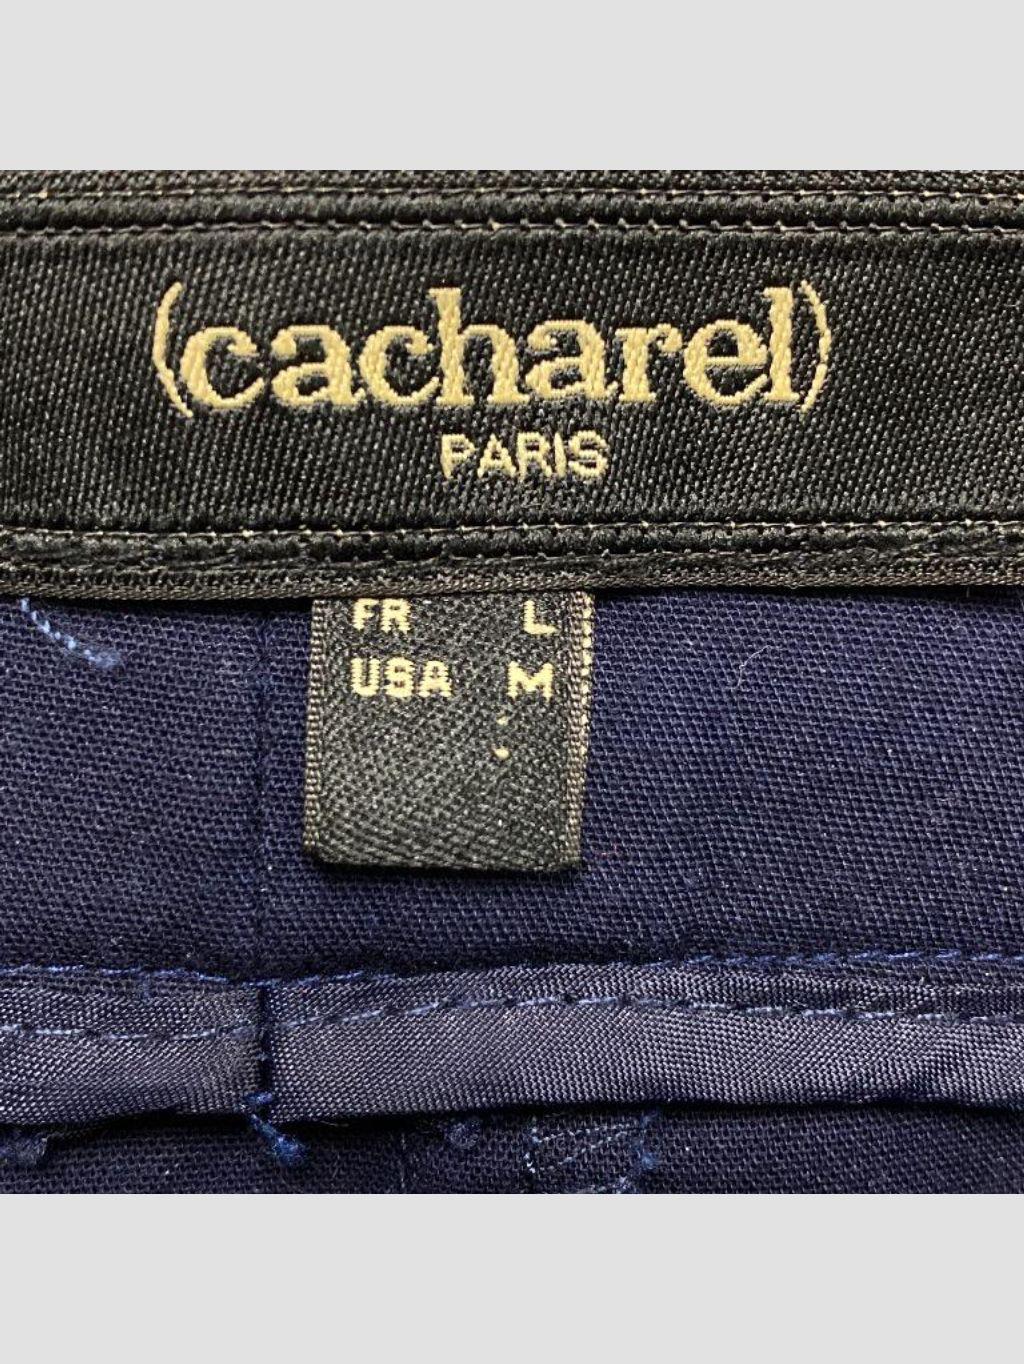 (cacharel)
PARIS
FR L
USA M